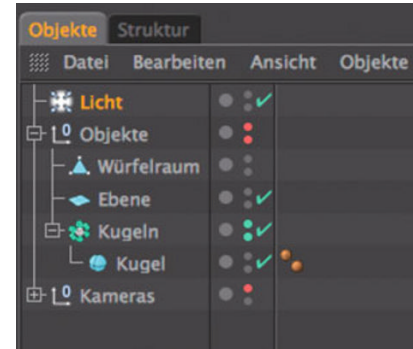 Objekte Struktur
Datei Bearbeiten Ansicht Objekte
Licht
Objekte
Würfelraum
Ebene
Kugeln
Kugel
Kameras